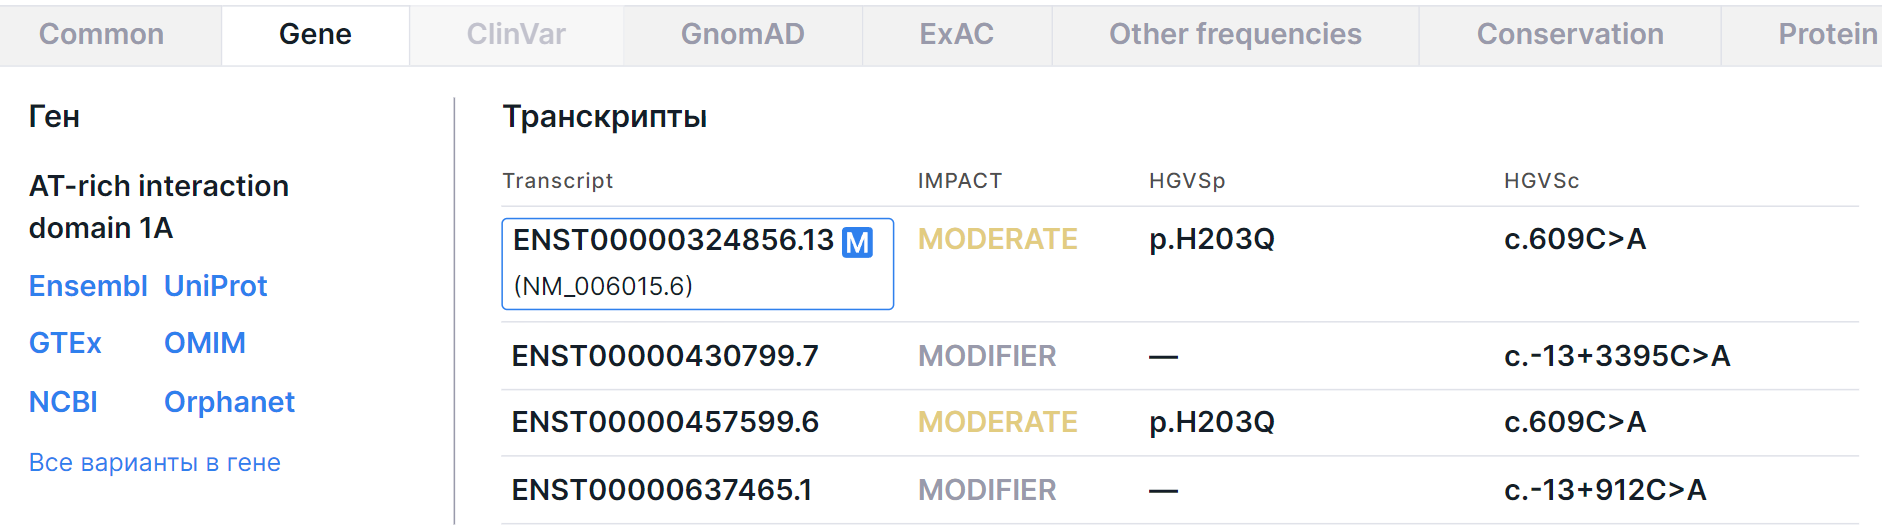 Common Gene ClinVar GnomAD ExAC Other frequencies Conservation Protein
Ген
AT-rich interaction
domain 1A
Ensembl UniProt
GTEx OMIM
NCBI Orphanet
Все варианты в гене
Транскрипты
Transcript IMPACT HGVSp HGVSc
ENST00000324856.13 M MODERATE p.H203Q c.609C>A
(NM_006015.6)
ENST00000430799.7 MODIFIER — c.-13+3395C>A
ENST00000457599.6 MODERATE p.H203Q c.609C>A
ENST00000637465.1 MODIFIER — c.-13+912C>A